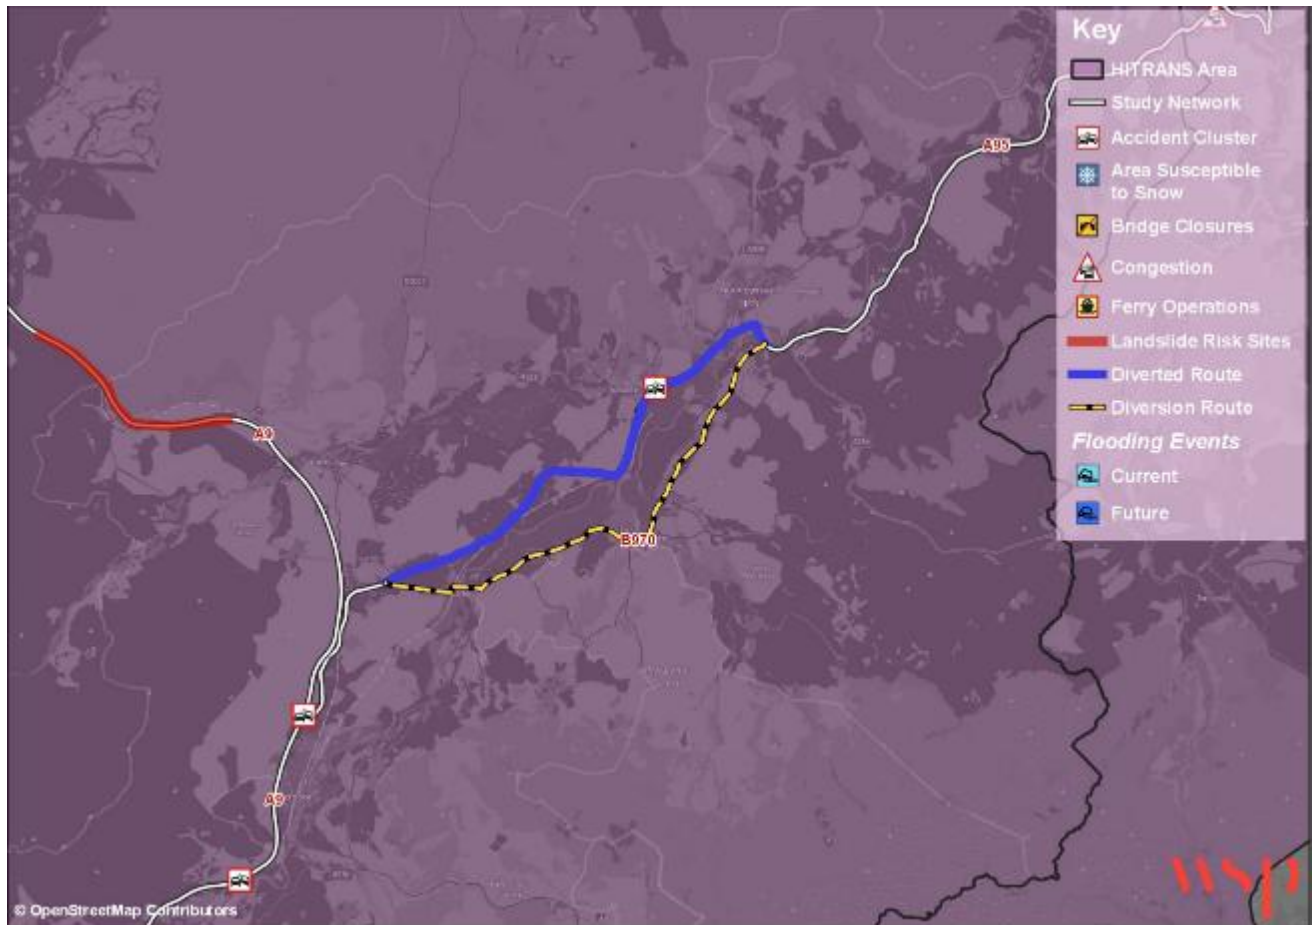 Key
HITRANS Area
Study Network
A95
Accident Cluster
Area Susceptible
to Snow
Bridge Closures
Congestion
Ferry Operations
Landslide Risk Sites
Diverted Route
Diversion Route
A9
Flooding Events
Current
Future
B970
A9
wsp
© OpenStreetMap Contributors